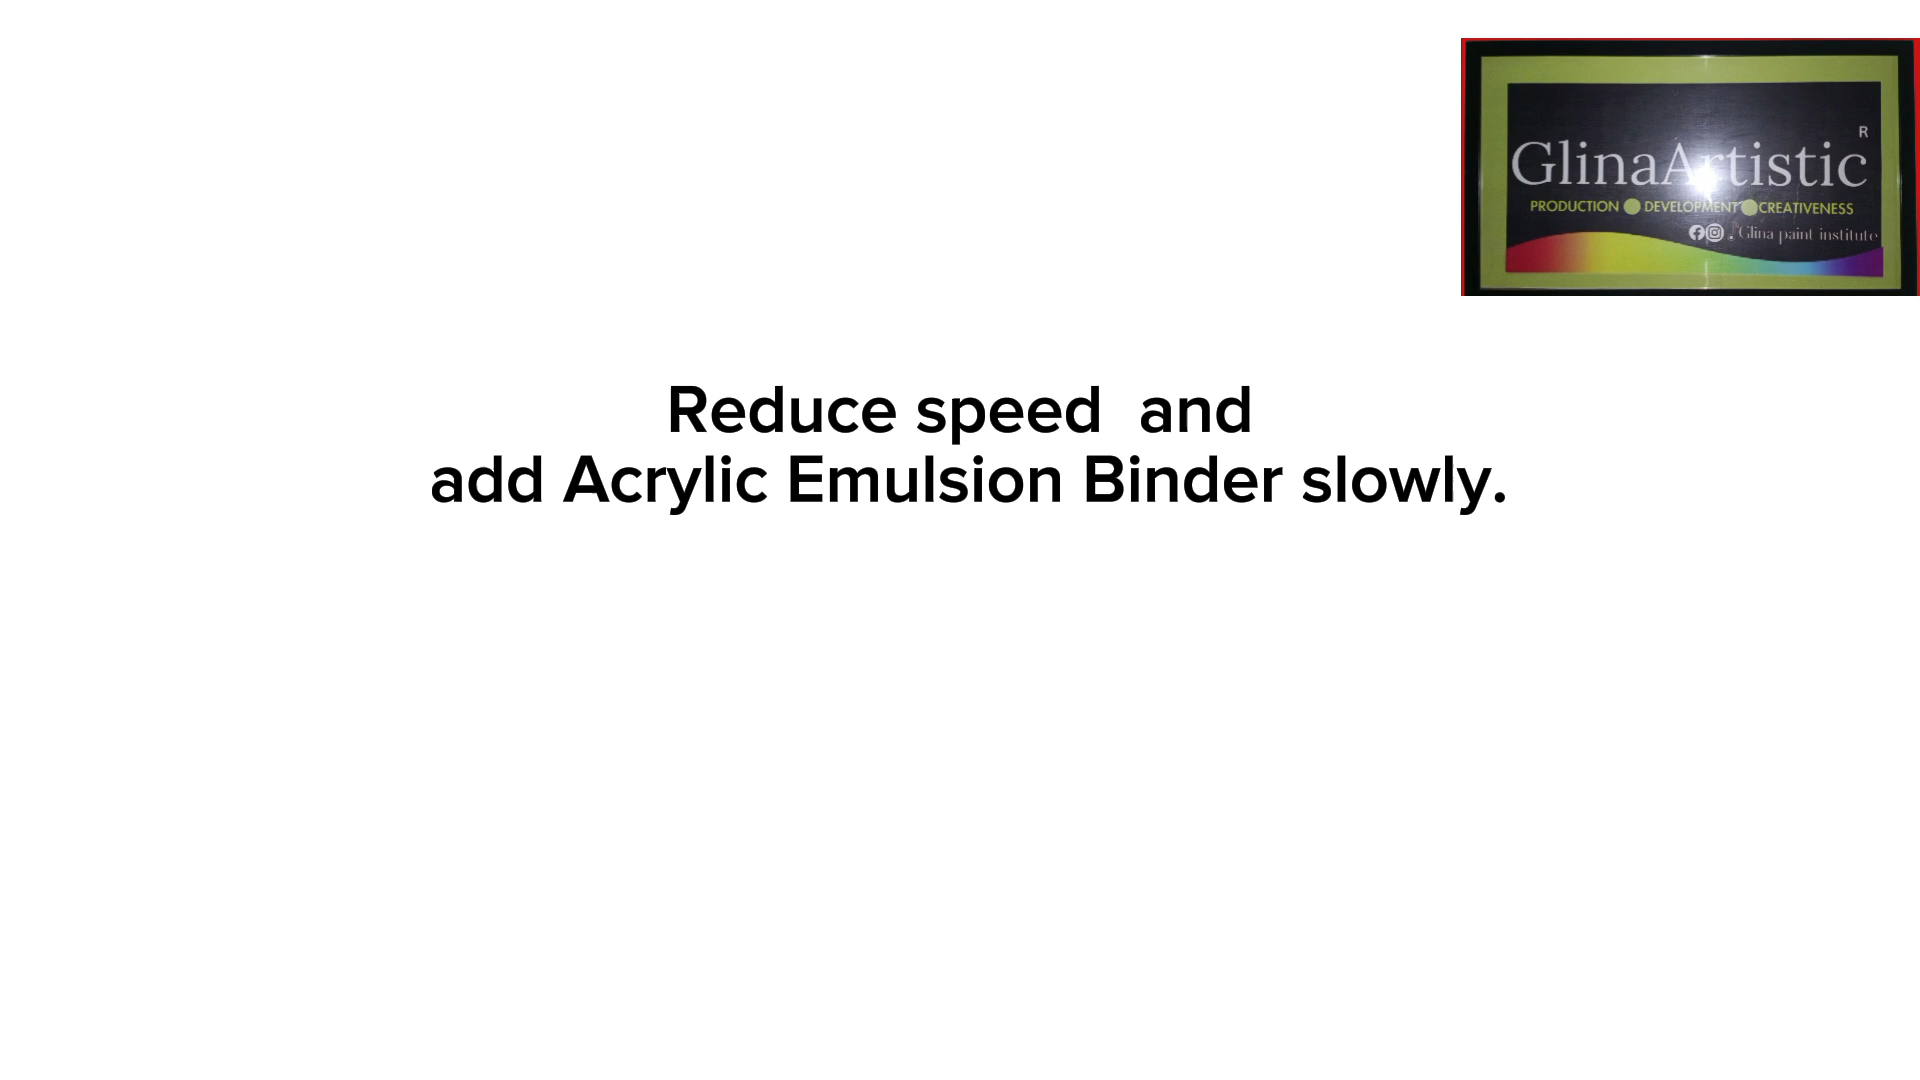 R
GlinaArtistic
PRODUCTION DEVELOPMENT CREATIVENESS
Glina paint institute
Reduce speed  and
add Acrylic Emulsion Binder slowly.